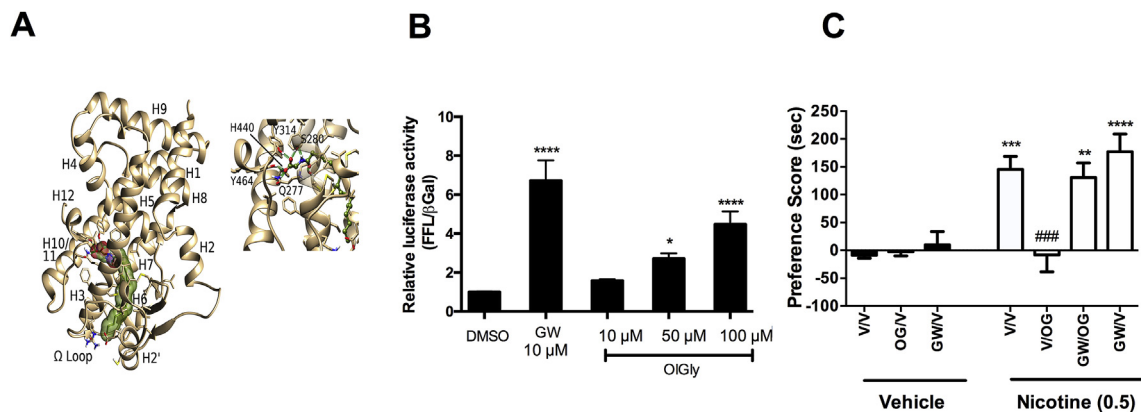 A
B
C
H9
H4
H1
H12
H5
H8
H10/
11
H2
H7
H3
H6
Ω Loop
H2'
Y314
H440
S280
Y464
Q277
Relative luciferase activity
(FFL/βGal)
10
8
6
4
2
0
****
*
****
DMSO
GW
10 µM
10 µM
50 µM
100 µM
OlGly
Preference Score (sec)
250
200
150
100
50
0
-50
-100
***
###
**
****
V/V
OG/V
GW/V
V/V
V/OG
GW/OG
GW/V
Vehicle
Nicotine (0.5)